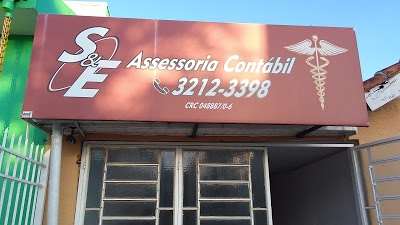 S&E
Assessoria Contábil
3212-3398
CRC 048887/0-6